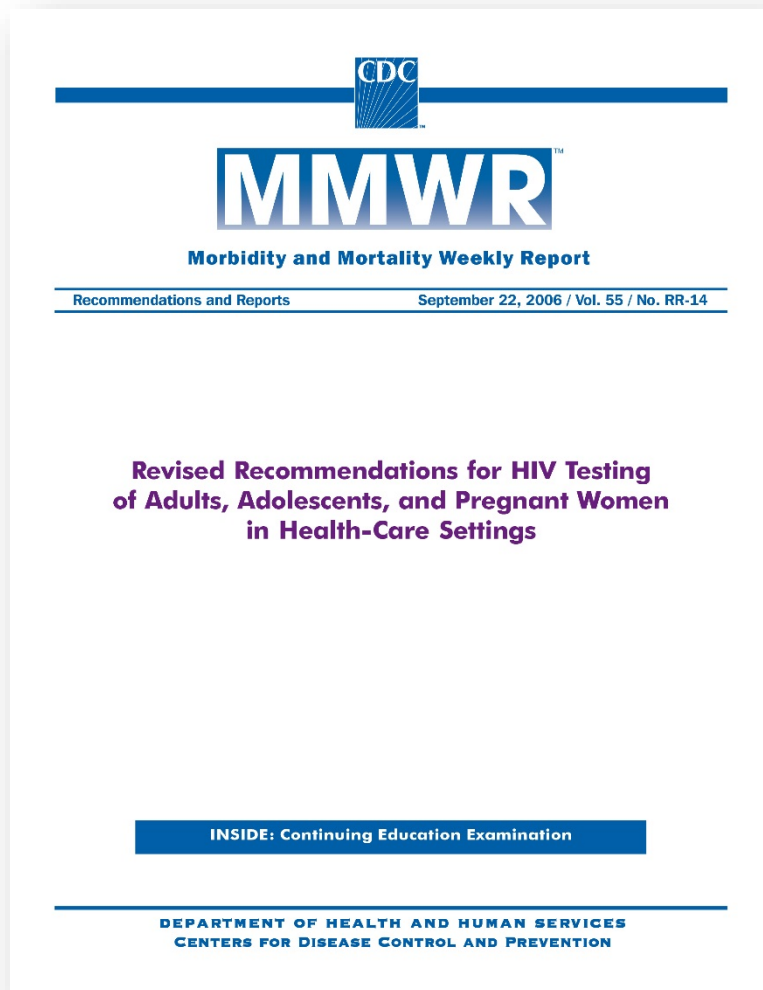 CDC
™
MMWR™
Morbidity and Mortality Weekly Report
Recommendations and Reports September 22, 2006 / Vol. 55 / No. RR-14
Revised Recommendations for HIV Testing
of Adults, Adolescents, and Pregnant Women
in Health-Care Settings
INSIDE: Continuing Education Examination
DEPARTMENT OF HEALTH AND HUMAN SERVICES
CENTERS FOR DISEASE CONTROL AND PREVENTION